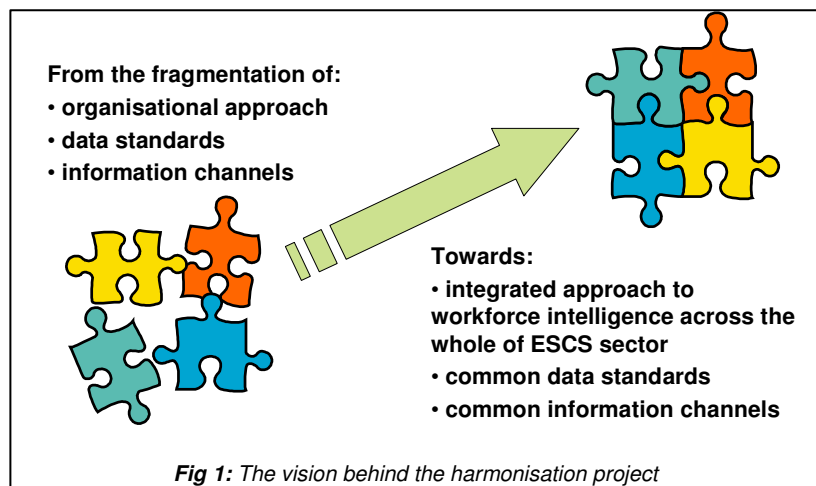 From the fragmentation of:
• organisational approach
• data standards
• information channels
Towards:
• integrated approach to
workforce intelligence across the
whole of ESCS sector
• common data standards
• common information channels
Fig 1: The vision behind the harmonisation project